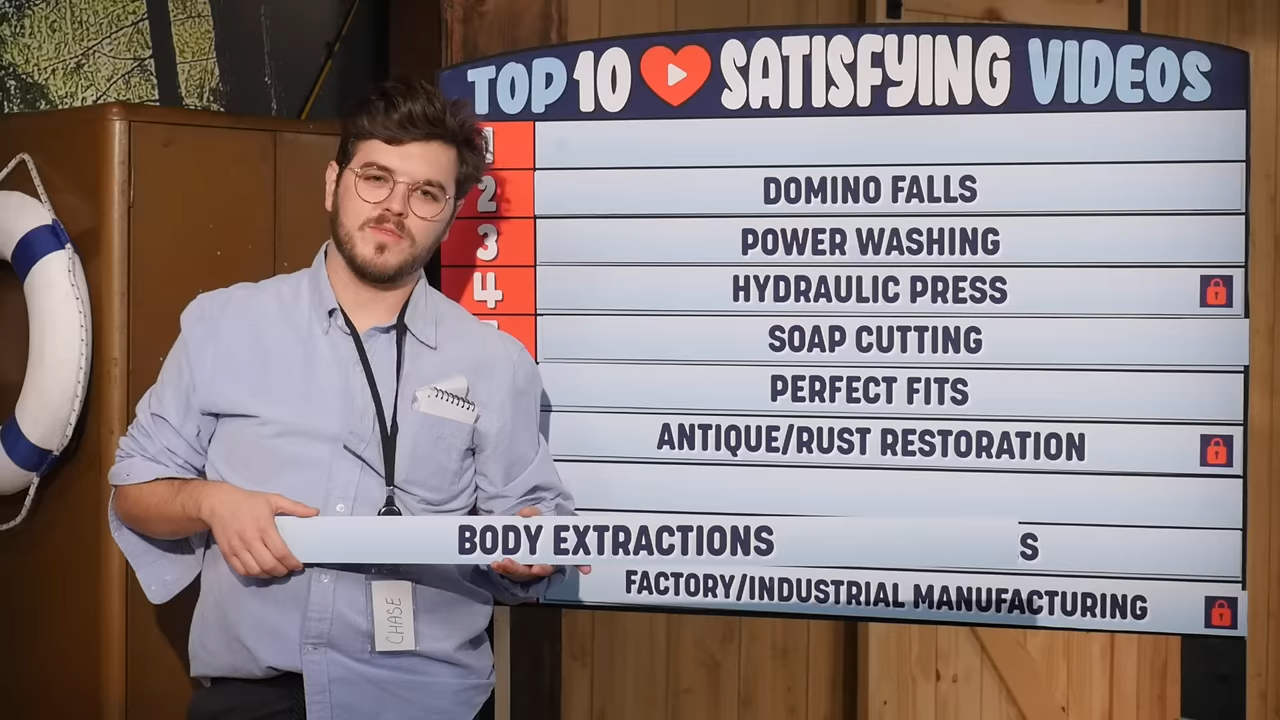 TOP 10 SATISFYING VIDEOS
2 DOMINO FALLS
3 POWER WASHING
4 HYDRAULIC PRESS
SOAP CUTTING
PERFECT FITS
ANTIQUE/RUST RESTORATION
BODY EXTRACTIONS
S
FACTORY/INDUSTRIAL MANUFACTURING
CHASE